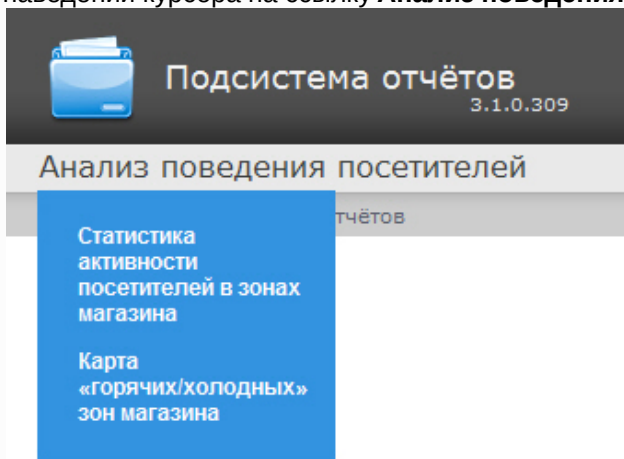 наведении курсора на ссылку Анализ поведения
Подсистема отчётов
3.1.0.309
Анализ поведения посетителей
тчётов
Статистика
активности
посетителей в зонах
магазина
Карта
«горячих/холодных»
зон магазина